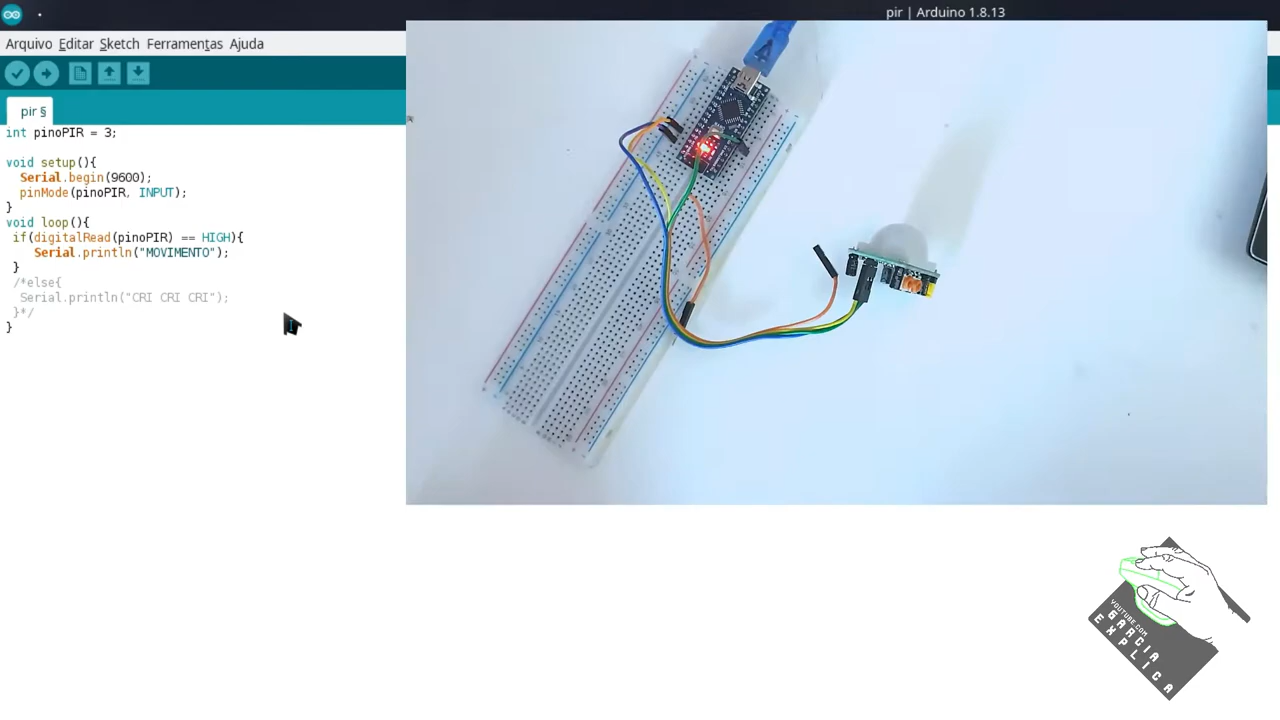 pir | Arduino 1.8.13
Arquivo Editar Sketch Ferramentas Ajuda
pir §
int pinoPIR = 3;
void setup(){
Serial.begin(9600);
pinMode(pinoPIR, INPUT);
}
void loop(){
if(digitalRead(pinoPIR) == HIGH){
Serial.println("MOVIMENTO");
}
/*else{
Serial.println("CRI CRI CRI");
}*/
}
YOUTUBE.COM
GARCIA
EXPLICA